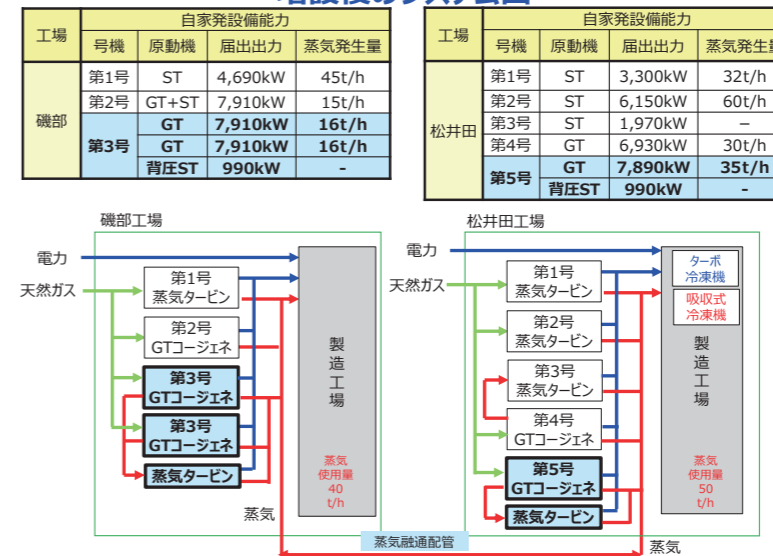 工場 自家発設備能力
号機 原動機 届出出力 蒸気発生量
磯部
第1号 ST 4,690kW 45t/h
第2号 GT+ST 7,910kW 15t/h
第3号 GT 7,910kW 16t/h
GT 7,910kW 16t/h
背圧ST 990kW -
工場 自家発設備能力
号機 原動機 届出出力 蒸気発生量
松井田
第1号 ST 3,300kW 32t/h
第2号 ST 6,150kW 60t/h
第3号 ST 1,970kW －
第4号 GT 6,930kW 30t/h
第5号 GT 7,890kW 35t/h
背圧ST 990kW -
磯部工場
電力
天然ガス
第1号
蒸気タービン
第2号
GTコージェネ
第3号
GTコージェネ
第3号
GTコージェネ
蒸気タービン
製造工場
蒸気
使用量
40
t/h
蒸気
松井田工場
電力
天然ガス
第1号
蒸気タービン
第2号
蒸気タービン
第3号
蒸気タービン
第4号
GTコージェネ
第5号
GTコージェネ
蒸気タービン
ターボ
冷凍機
吸収式
冷凍機
製造工場
蒸気
使用量
50
t/h
蒸気融通配管
蒸気